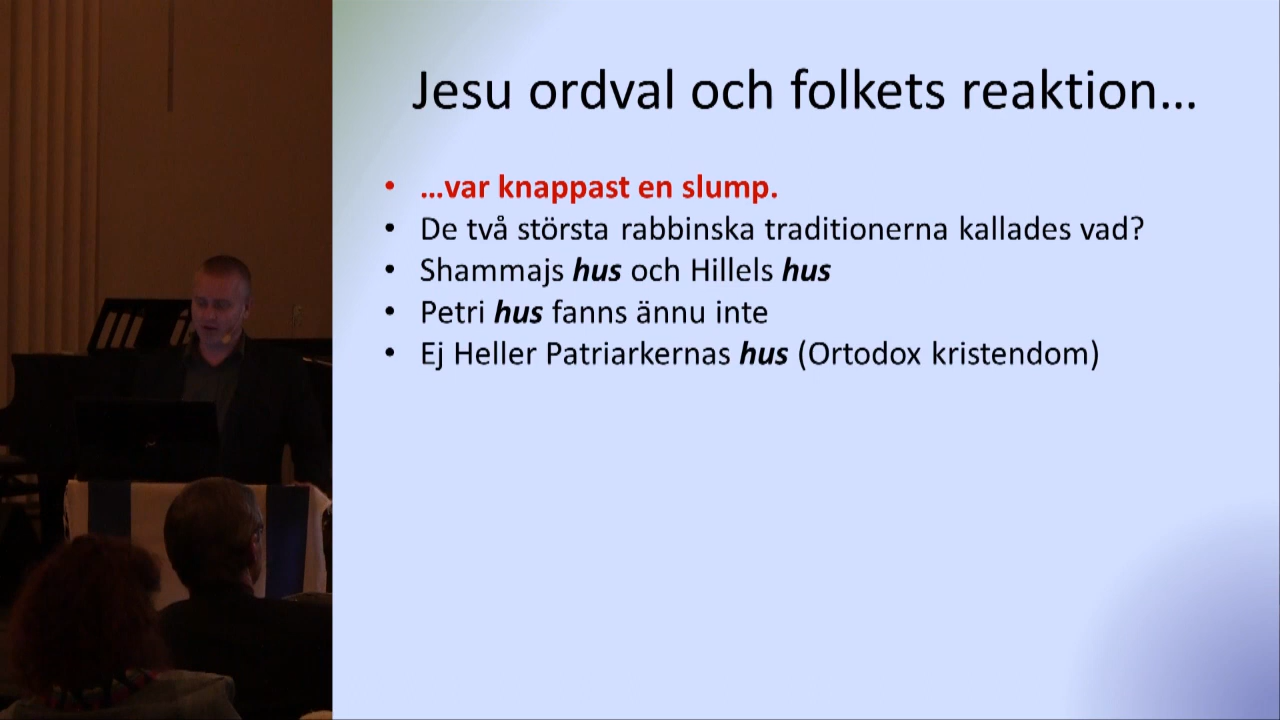 Jesu ordval och folkets reaktion...
• ...var knappast en slump.
• De två största rabbinska traditionerna kallades vad?
• Shammajs hus och Hillels hus
• Petri hus fanns ännu inte
• Ej Heller Patriarkernas hus (Ortodox kristendom)